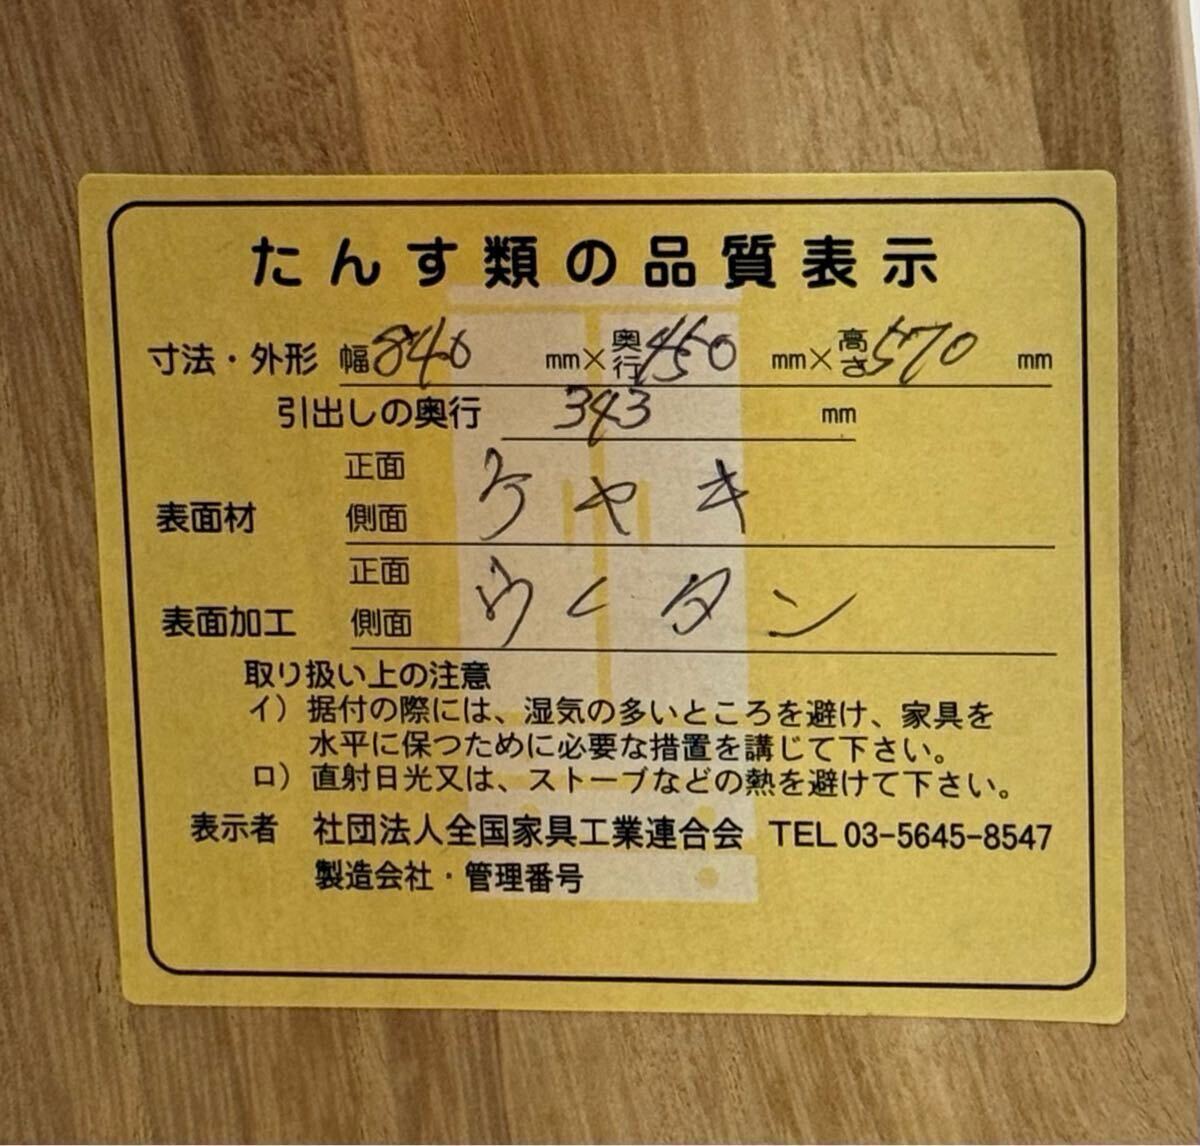 たんす類の品質表示
寸法・外形 幅840 mm×奥行450 mm×高さ570 mm
引出しの奥行 343 mm
正面
表面材 側面 ケヤキ
正面
表面加工 側面 ウレタン
取り扱い上の注意
イ）据付の際には、湿気の多いところを避け、家具を
水平に保つために必要な措置を講じて下さい。
ロ）直射日光又は、ストーブなどの熱を避けて下さい。
表示者 社団法人全国家具工業連合会 TEL 03-5645-8547
製造会社・管理番号